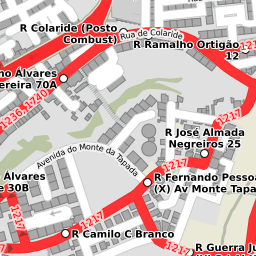 R Colaride (Posto
Combust)
Rua de Colaride
R Ramalho Ortigão
12
no Álvares
ereira 70A
1236, 1740
R José Almada
Negreiros 25
1217
Avenida do Monte da Tapada
1217
Álvares
e 30B
R Fernando Pessoa
(X) Av Monte Tapa
1217
1217
R Camilo C Branco
1217
R Guerra Ju